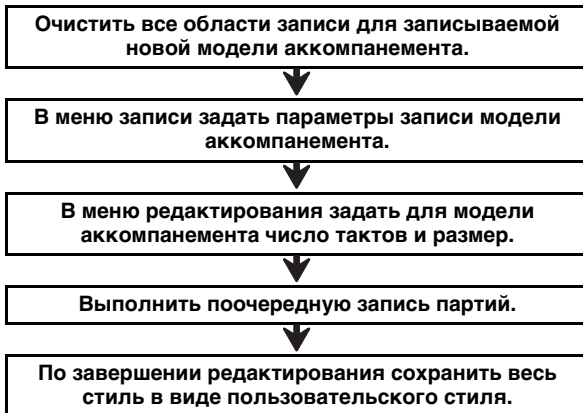 Очистить все области записи для записываемой
новой модели аккомпанемента.
В меню записи задать параметры записи модели
аккомпанемента.
В меню редактирования задать для модели
аккомпанемента число тактов и размер.
Выполнить поочередную запись партий.
По завершении редактирования сохранить весь
стиль в виде пользовательского стиля.